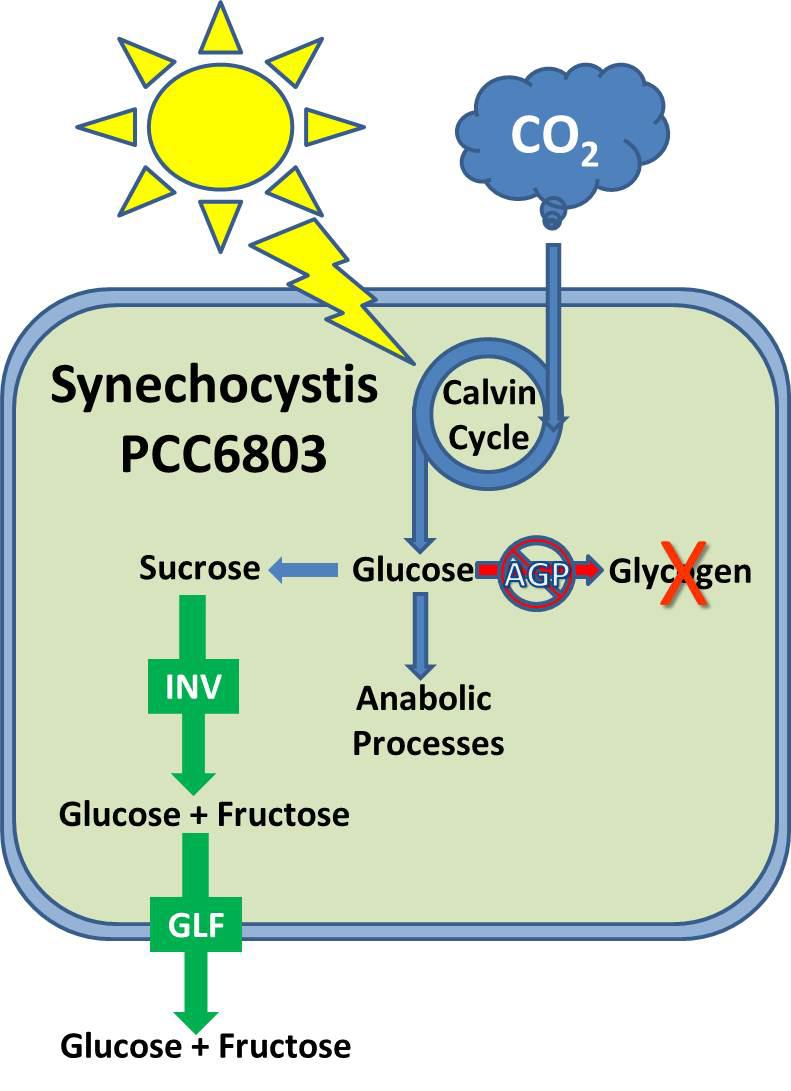 CO2
Synechocystis
PCC6803
Calvin
Cycle
Sucrose
Glucose
AGP
Glycogen
INV
Anabolic
Processes
Glucose + Fructose
GLF
Glucose + Fructose